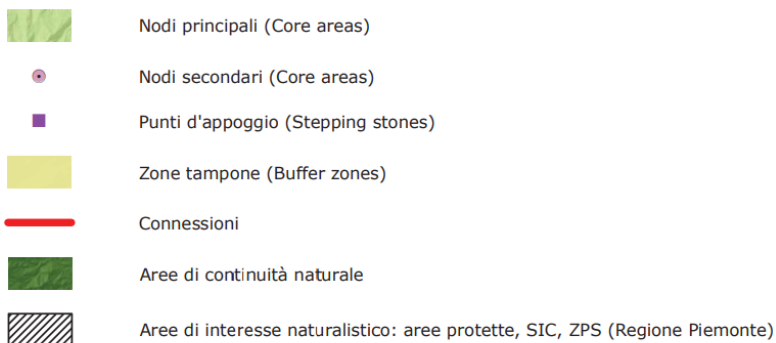 Nodi principali (Core areas)
Nodi secondari (Core areas)
Punti d'appoggio (Stepping stones)
Zone tampone (Buffer zones)
Connessioni
Aree di continuità naturale
Aree di interesse naturalistico: aree protette, SIC, ZPS (Regione Piemonte)